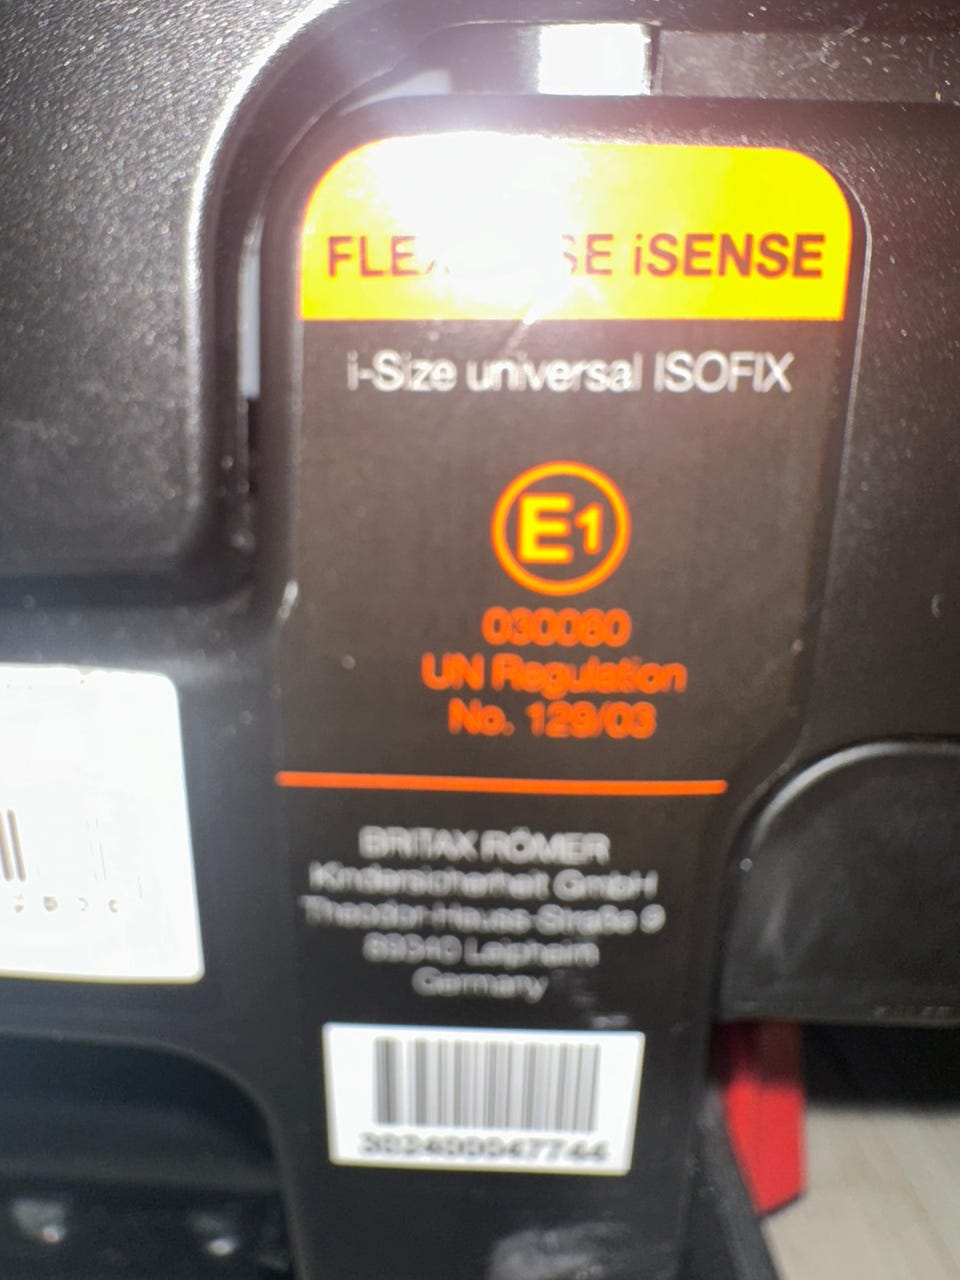 iSENSE
i-Size universal ISOFIX
E1
030060
UN Regulation
No. 129/03
BRITAX RÖMER
Kindersicherheit GmbH
Theodor-Heuss-Straße 9
89340 Leipheim
Germany